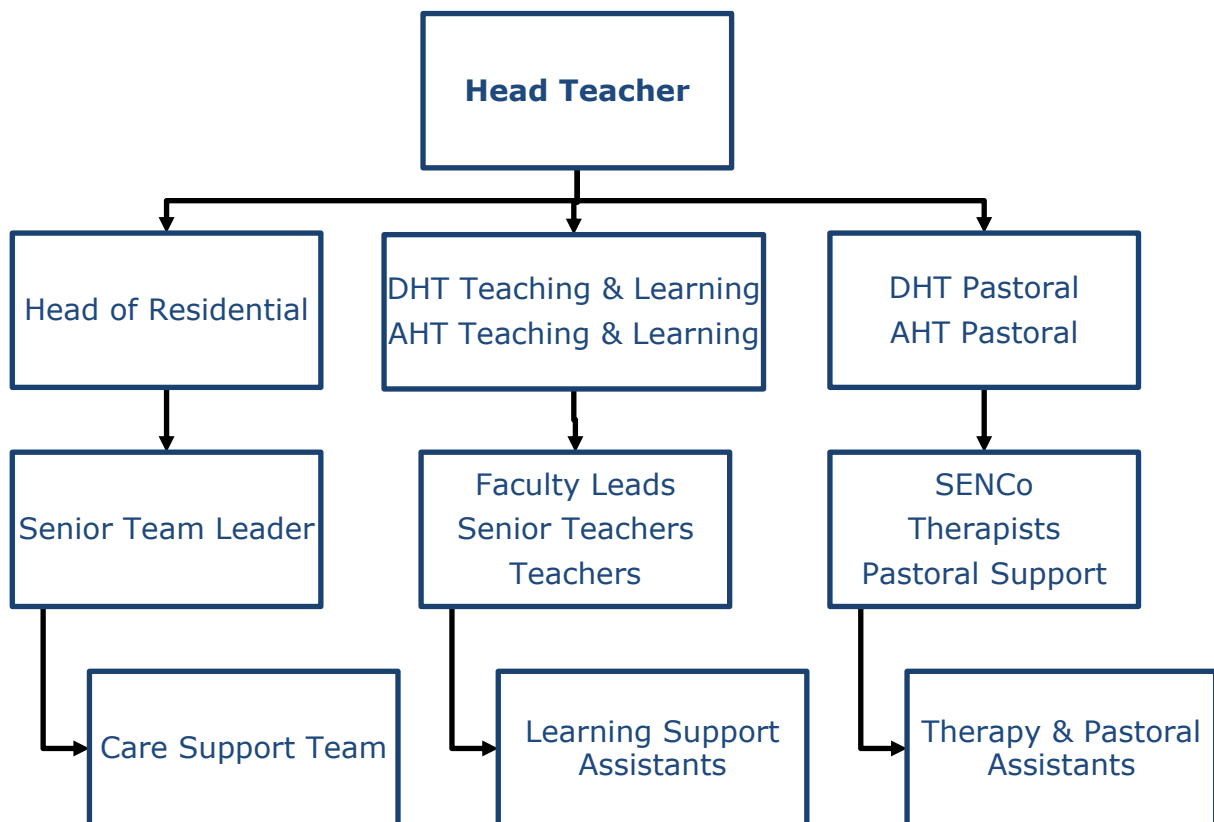 Head Teacher
Head of Residential
DHT Teaching & Learning
AHT Teaching & Learning
DHT Pastoral
AHT Pastoral
Senior Team Leader
Faculty Leads
Senior Teachers
Teachers
SENCo
Therapists
Pastoral Support
Care Support Team
Learning Support
Assistants
Therapy & Pastoral
Assistants